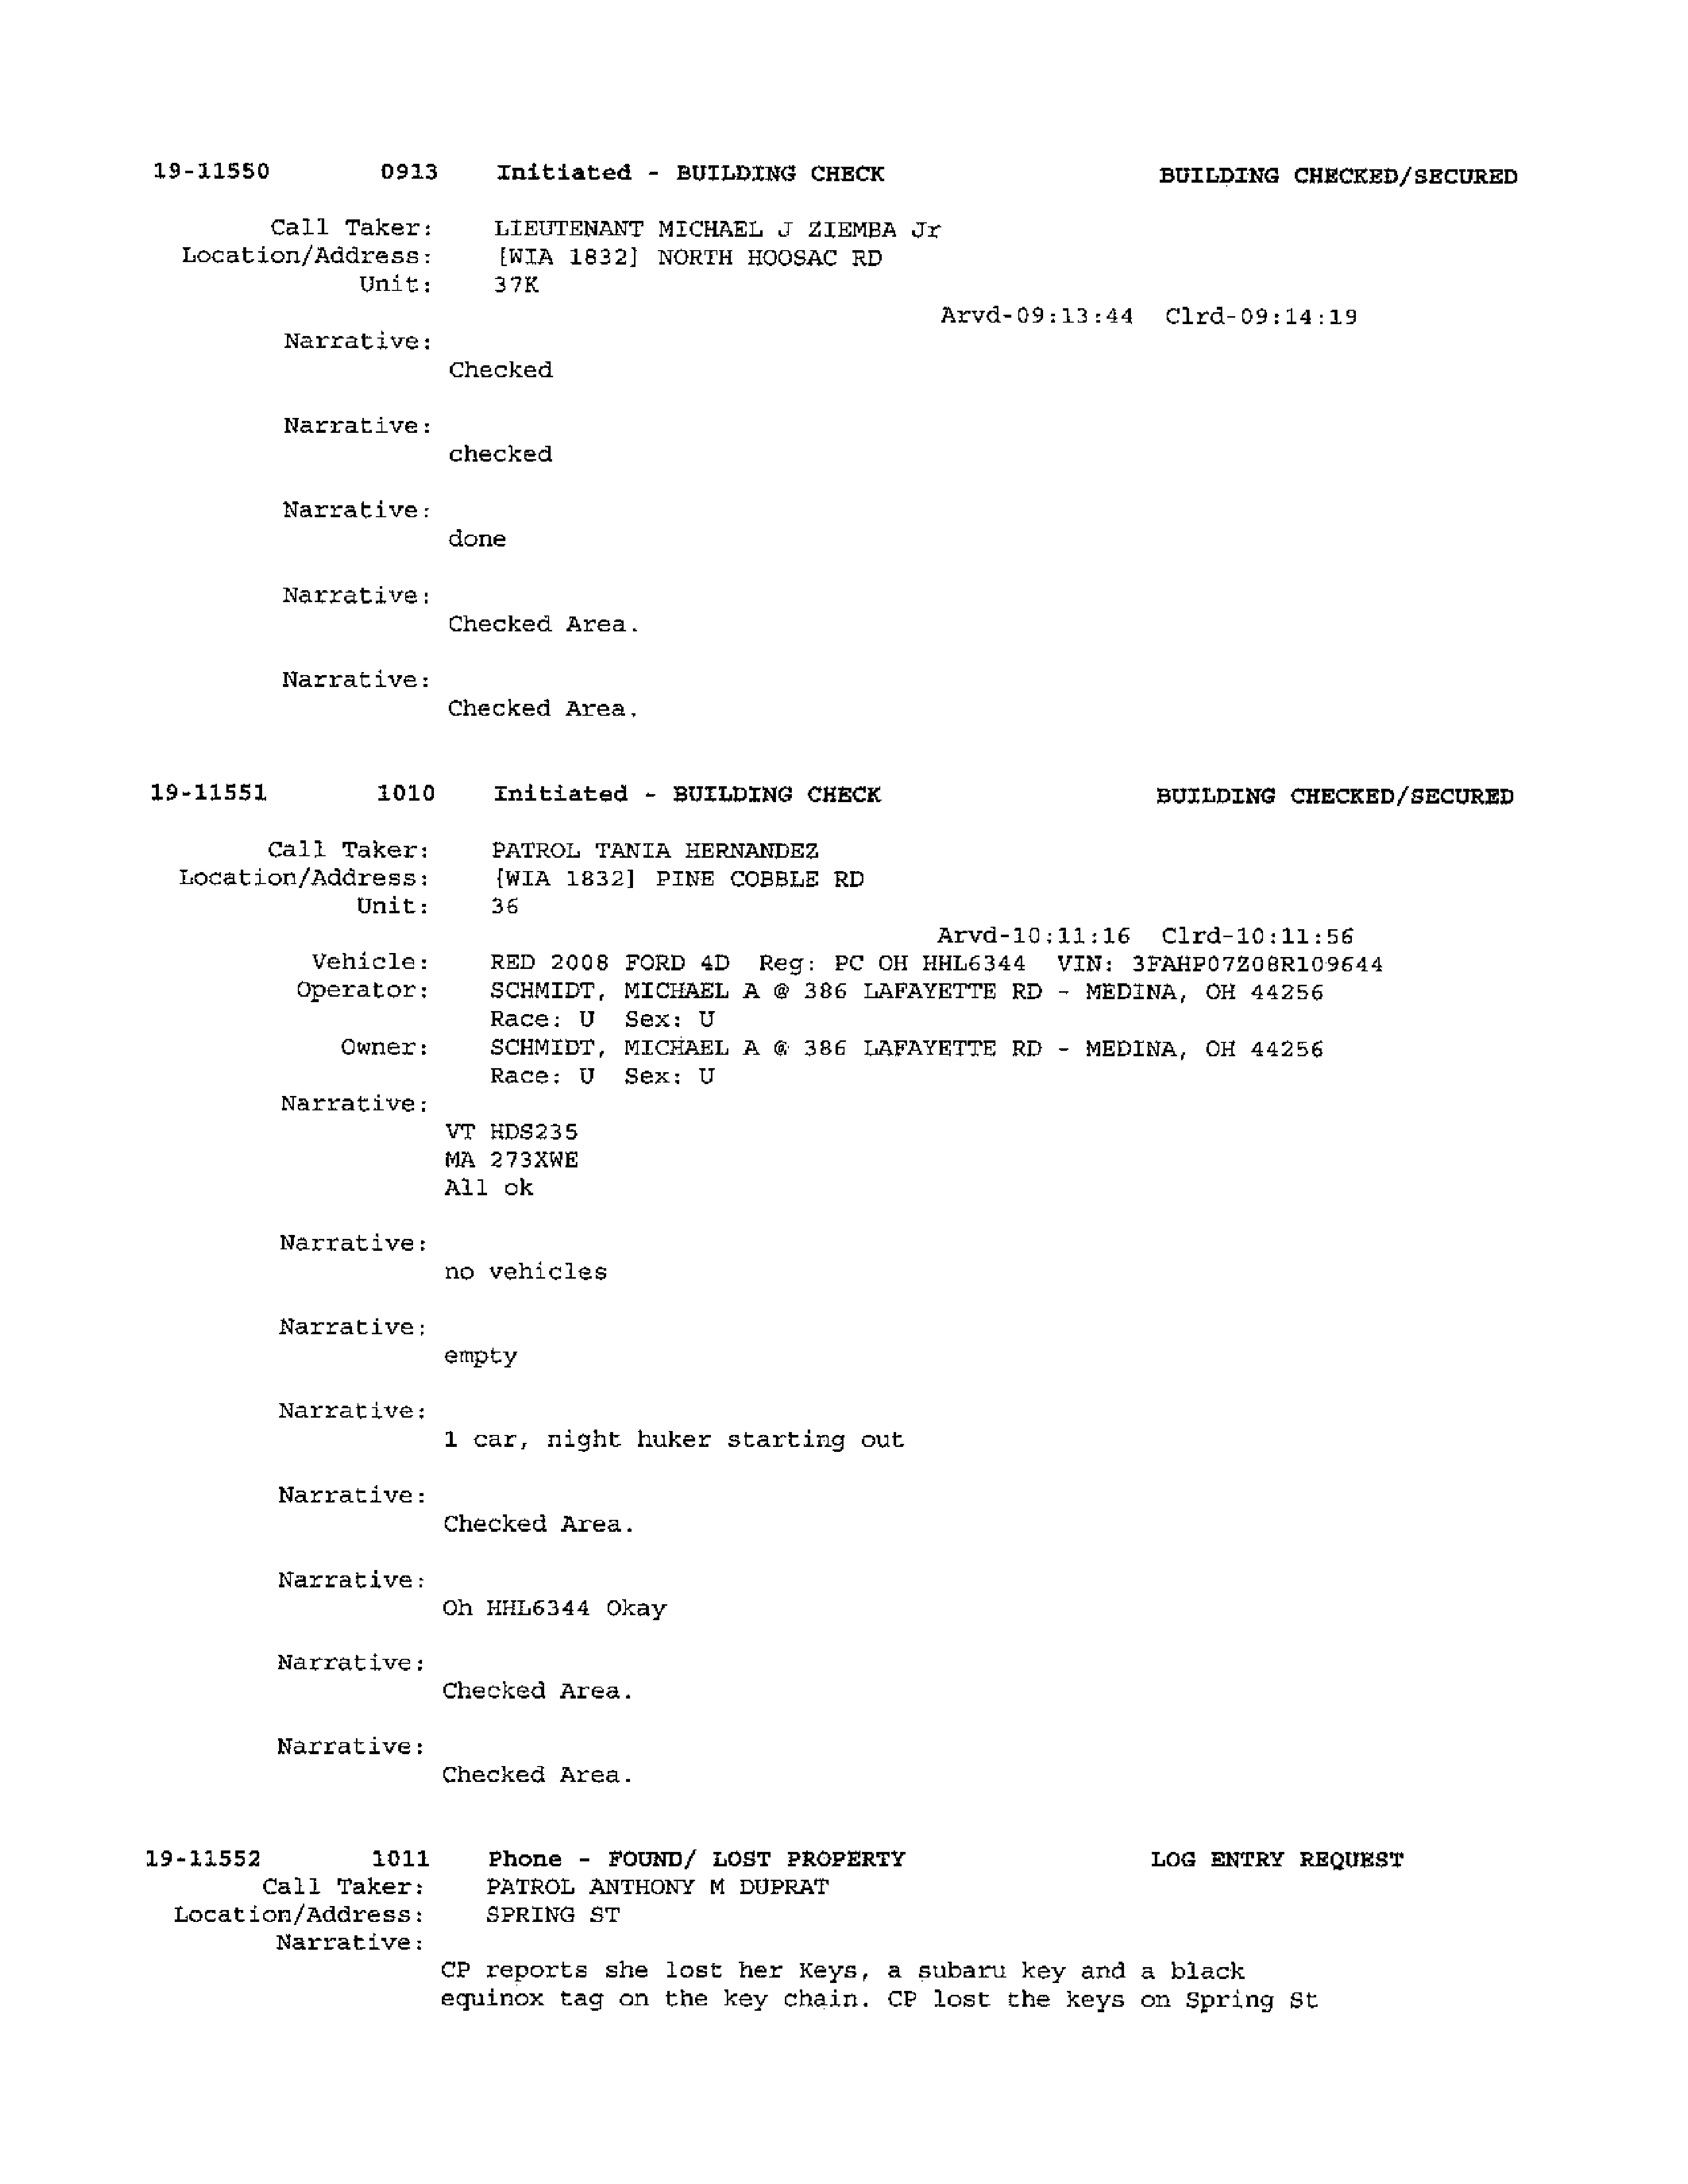 19-11550 0913 Initiated - BUILDING CHECK BUILDING CHECKED/SECURED
Call Taker: LIEUTENANT MICHAEL J ZIEMBA Jr
Location/Address: [WIA 1832] NORTH HOOSAC RD
Unit: 37K
Arvd-09:13:44 Clrd-09:14:19
Narrative:
Checked
Narrative:
checked
Narrative:
done
Narrative:
Checked Area.
Narrative:
Checked Area.
19-11551 1010 Initiated - BUILDING CHECK BUILDING CHECKED/SECURED
Call Taker: PATROL TANIA HERNANDEZ
Location/Address: [WIA 1832] PINE COBBLE RD
Unit: 36
Arvd-10:11:16 Clrd-10:11:56
Vehicle: RED 2008 FORD 4D Reg: PC OH HHL6344 VIN: 3FAHP07Z08R109644
Operator: SCHMIDT, MICHAEL A @ 386 LAFAYETTE RD - MEDINA, OH 44256
Race: U Sex: U
Owner: SCHMIDT, MICHAEL A @ 386 LAFAYETTE RD - MEDINA, OH 44256
Race: U Sex: U
Narrative:
VT HDS235
MA 273XWE
All ok
Narrative:
no vehicles
Narrative:
empty
Narrative:
1 car, night huker starting out
Narrative:
Checked Area.
Narrative:
Oh HHL6344 Okay
Narrative:
Checked Area.
Narrative:
Checked Area.
19-11552 1011 Phone - FOUND/ LOST PROPERTY LOG ENTRY REQUEST
Call Taker: PATROL ANTHONY M DUPRAT
Location/Address: SPRING ST
Narrative:
CP reports she lost her Keys, a subaru key and a black
equinox tag on the key chain. CP lost the keys on Spring St